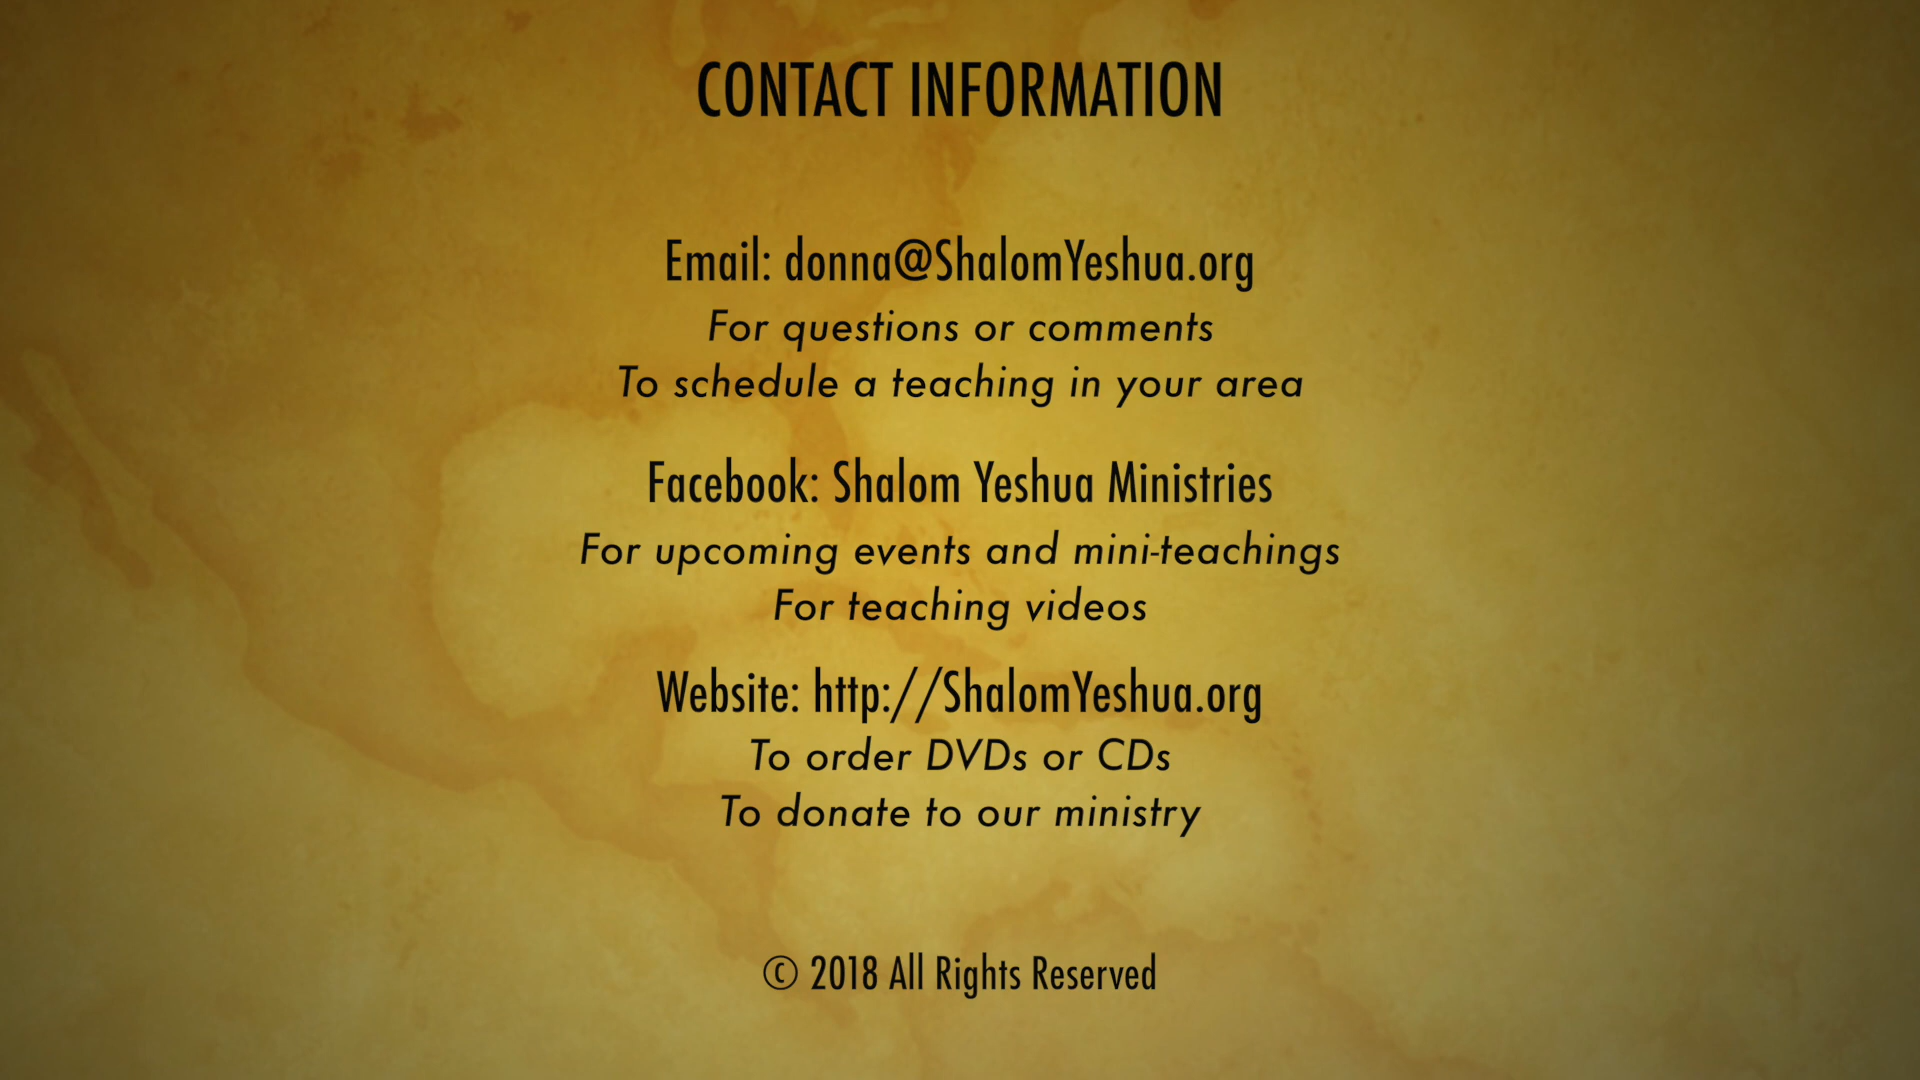 CONTACT INFORMATION
Email: donna@ShalomYeshua.org
For questions or comments
To schedule a teaching in your area
Facebook: Shalom Yeshua Ministries
For upcoming events and mini-teachings
For teaching videos
Website: http://ShalomYeshua.org
To order DVDs or CDs
To donate to our ministry
© 2018 All Rights Reserved